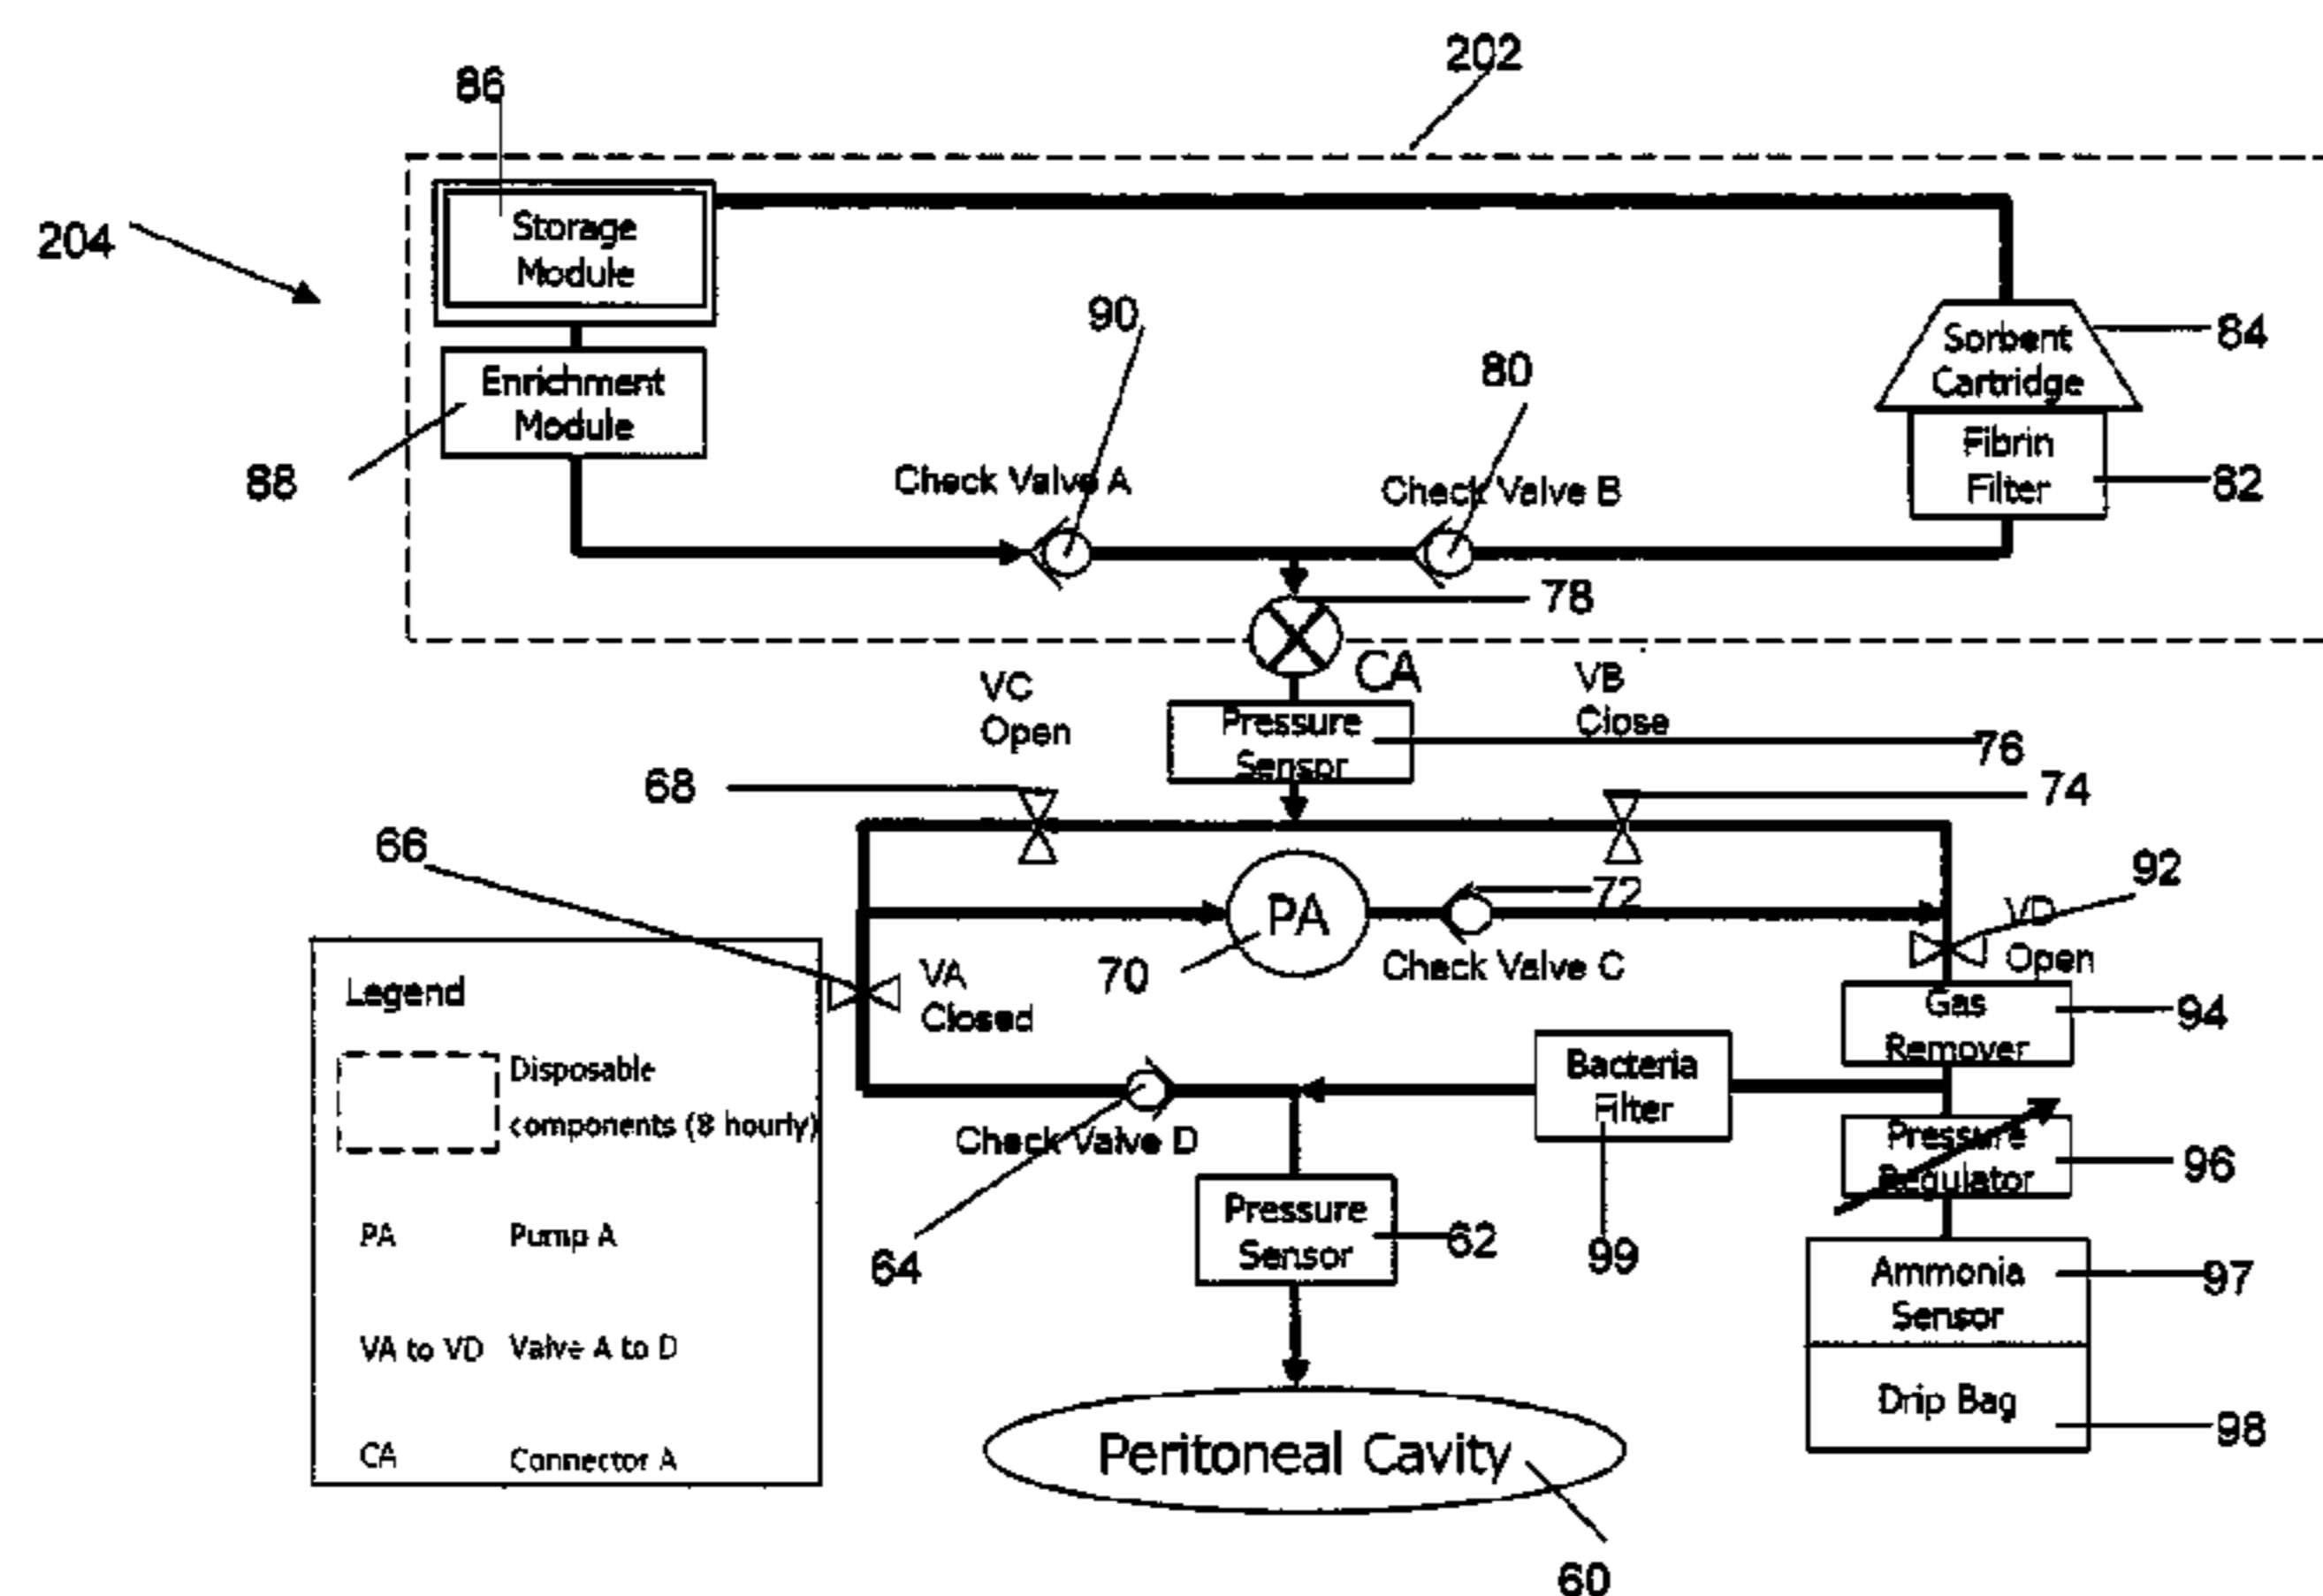 202
86
204
Storage
Module
90
84
Sorbent
Cartridge
80
Enrichment
Module
Fibrin
Filter
88
82
Check Valve A
Check Valve B
78
CA
VC
Open
VB
Close
Pressure
Sensor
76
68
74
66
92
72
PA
VD
Open
70
Check Valve C
VA
Closed
Legend
Gas
Remover
94
Disposable
components (8 hourly)
Bacteria
Filter
Check Valve D
Pressure
Regulator
96
PA Pump A
Pressure
Sensor
62
64
99
Ammonia
Sensor
97
VA to VD Valve A to D
Drip Bag
98
CA Connector A
Peritoneal Cavity
60